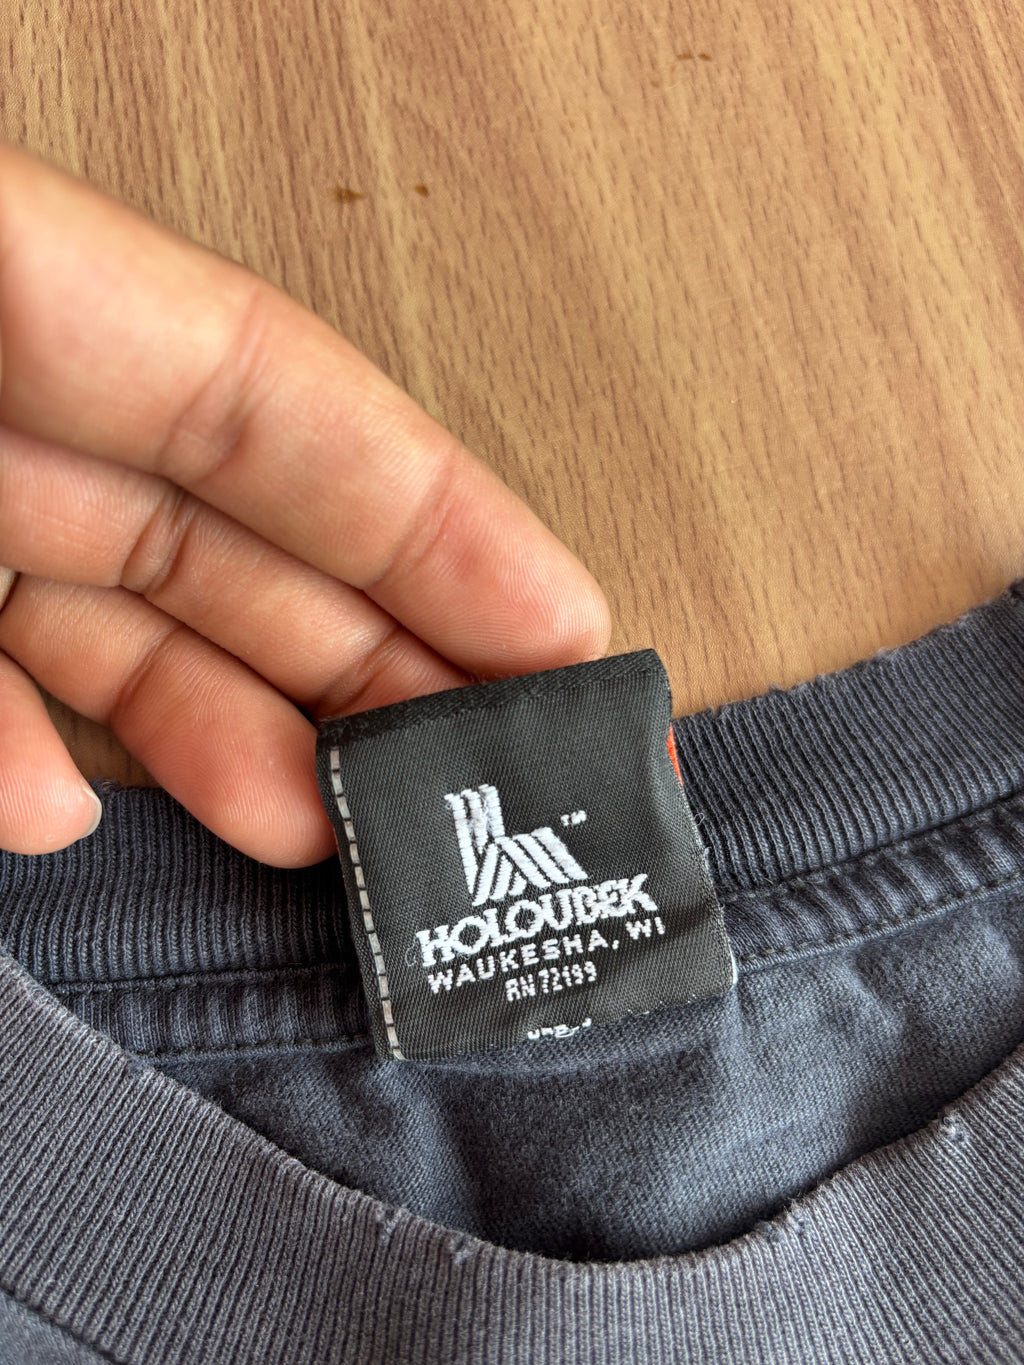 TM
HOLOUBEK
WAUKESHA, WI
RN 72199